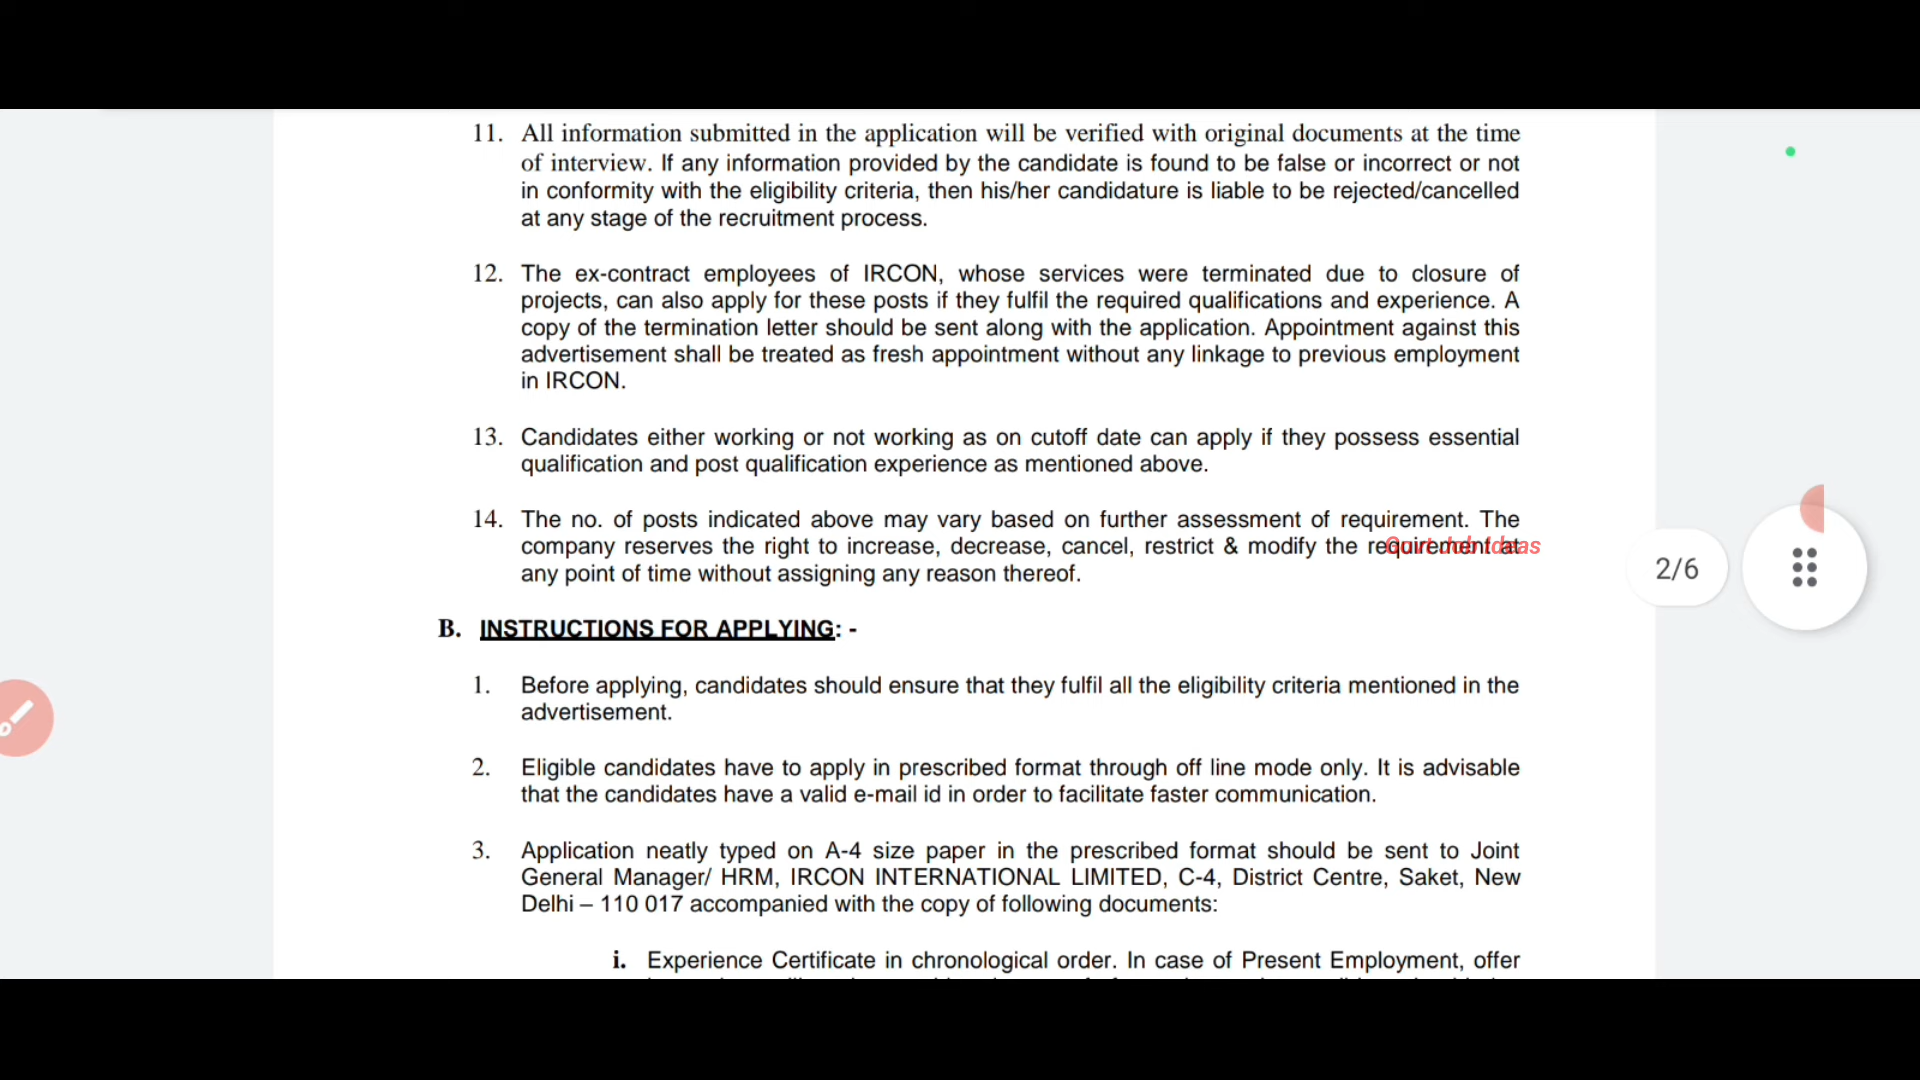 11. All information submitted in the application will be verified with original documents at the time
of interview. If any information provided by the candidate is found to be false or incorrect or not
in conformity with the eligibility criteria, then his/her candidature is liable to be rejected/cancelled
at any stage of the recruitment process.
12. The ex-contract employees of IRCON, whose services were terminated due to closure of
projects, can also apply for these posts if they fulfil the required qualifications and experience. A
copy of the termination letter should be sent along with the application. Appointment against this
advertisement shall be treated as fresh appointment without any linkage to previous employment
in IRCON.
13. Candidates either working or not working as on cutoff date can apply if they possess essential
qualification and post qualification experience as mentioned above.
14. The no. of posts indicated above may vary based on further assessment of requirement. The
company reserves the right to increase, decrease, cancel, restrict & modify the requirement at
Govt Job Ideas
any point of time without assigning any reason thereof.
2/6
B. INSTRUCTIONS FOR APPLYING: -
1. Before applying, candidates should ensure that they fulfil all the eligibility criteria mentioned in the
advertisement.
2. Eligible candidates have to apply in prescribed format through off line mode only. It is advisable
that the candidates have a valid e-mail id in order to facilitate faster communication.
3. Application neatly typed on A-4 size paper in the prescribed format should be sent to Joint
General Manager/ HRM, IRCON INTERNATIONAL LIMITED, C-4, District Centre, Saket, New
Delhi – 110 017 accompanied with the copy of following documents:
i. Experience Certificate in chronological order. In case of Present Employment, offer